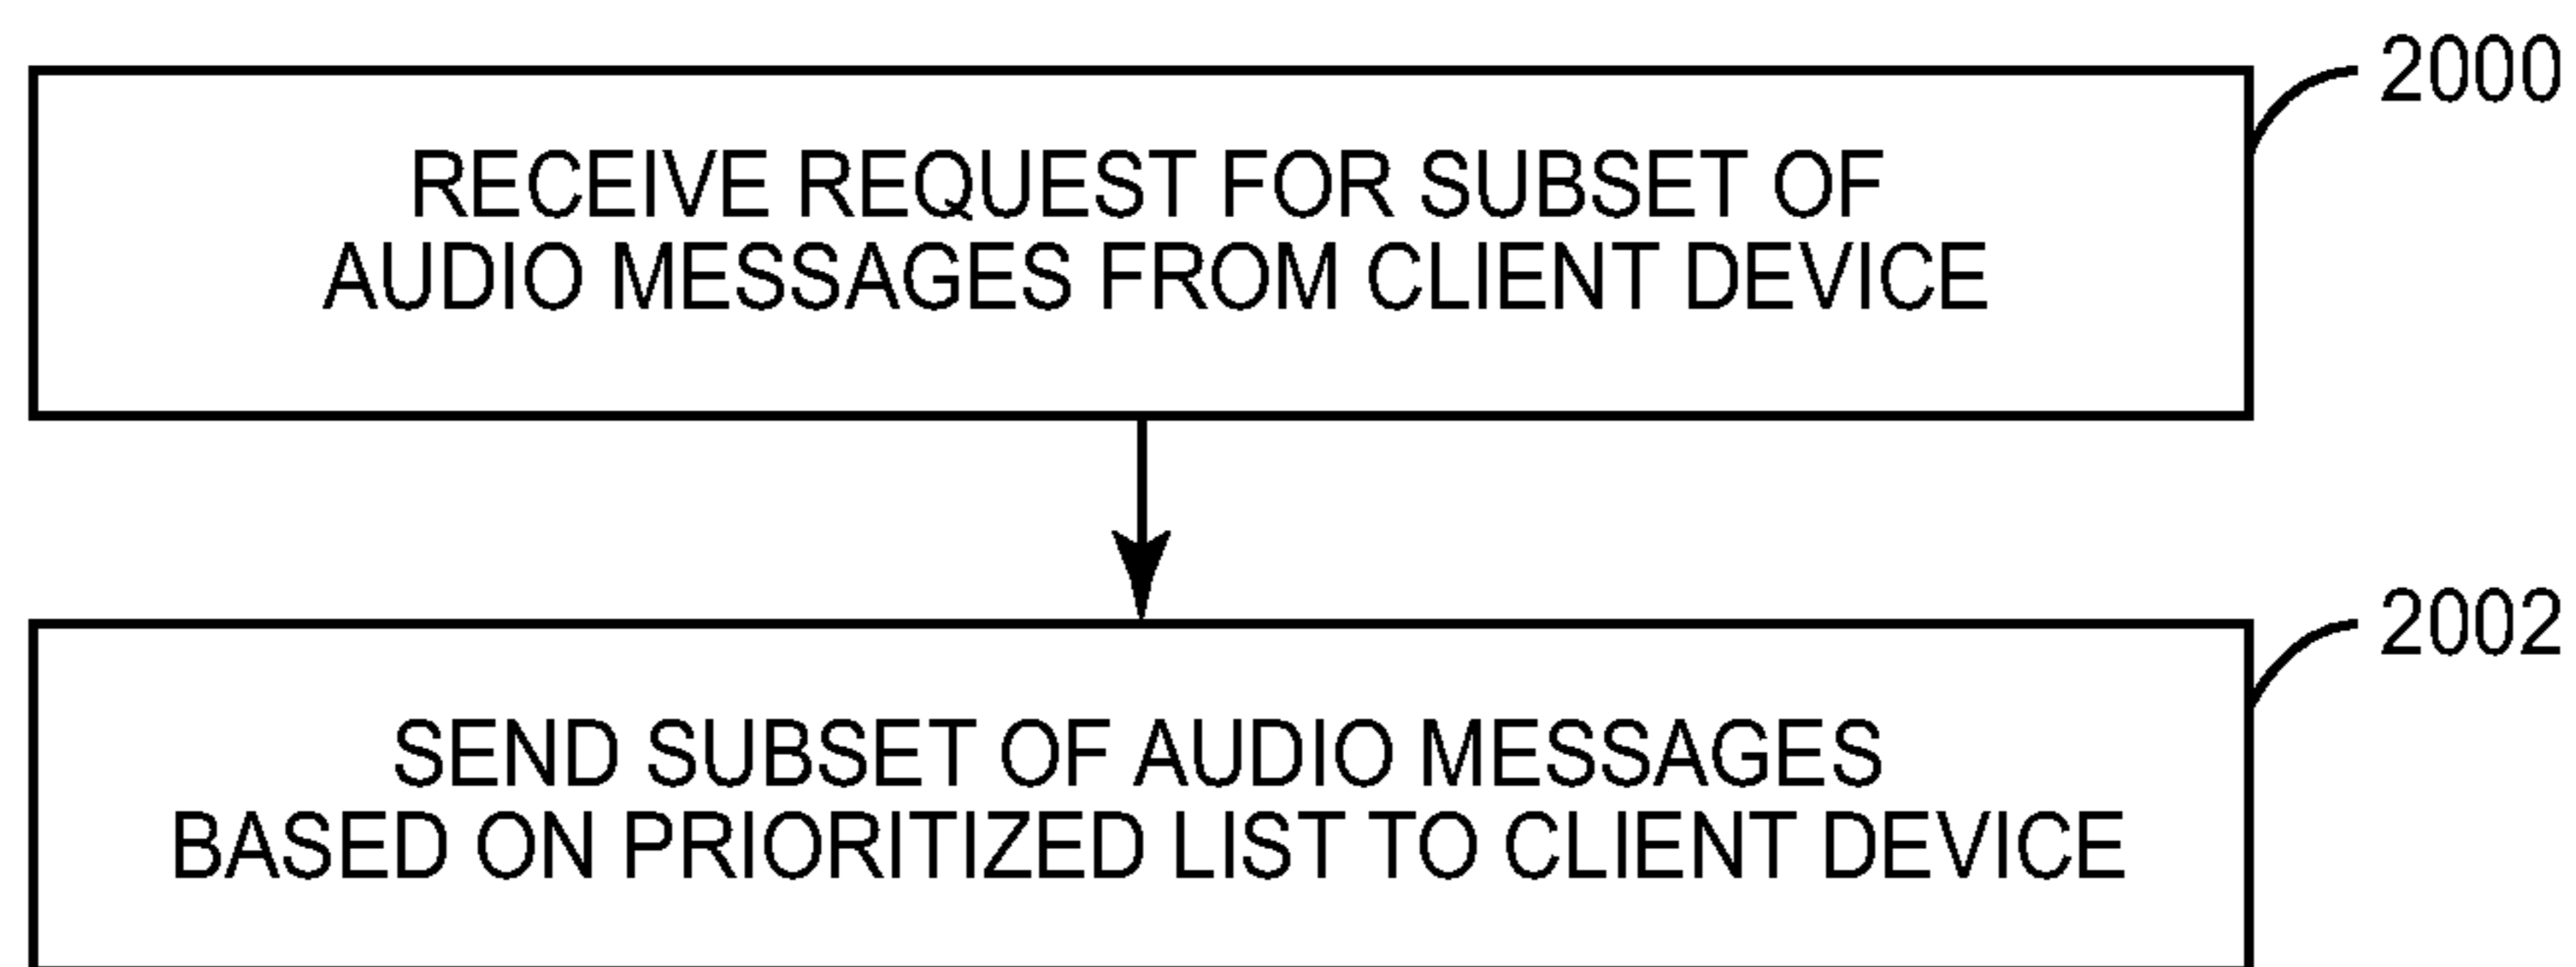 2000
RECEIVE REQUEST FOR SUBSET OF
AUDIO MESSAGES FROM CLIENT DEVICE
2002
SEND SUBSET OF AUDIO MESSAGES
BASED ON PRIORITIZED LIST TO CLIENT DEVICE